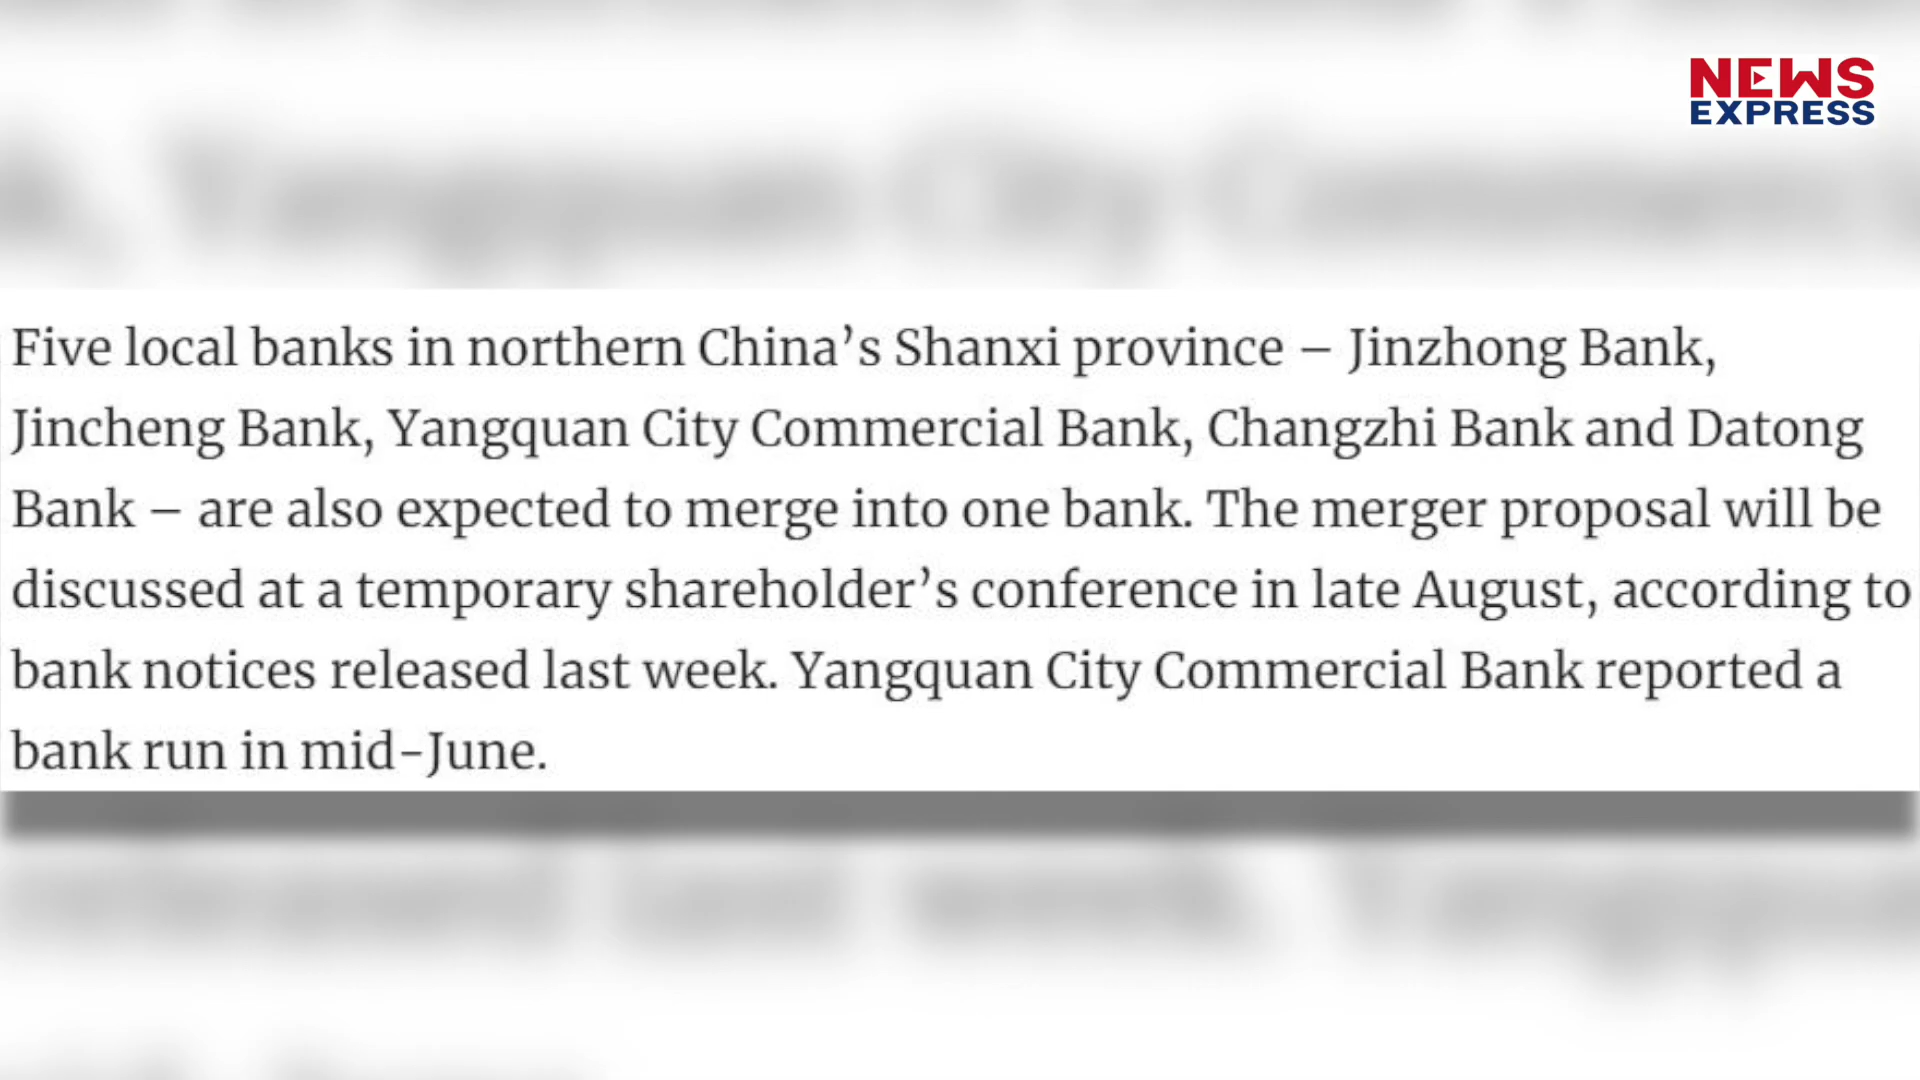 NEWS
EXPRESS
Five local banks in northern China’s Shanxi province – Jinzhong Bank,
Jincheng Bank, Yangquan City Commercial Bank, Changzhi Bank and Datong
Bank – are also expected to merge into one bank. The merger proposal will be
discussed at a temporary shareholder’s conference in late August, according to
bank notices released last week. Yangquan City Commercial Bank reported a
bank run in mid-June.